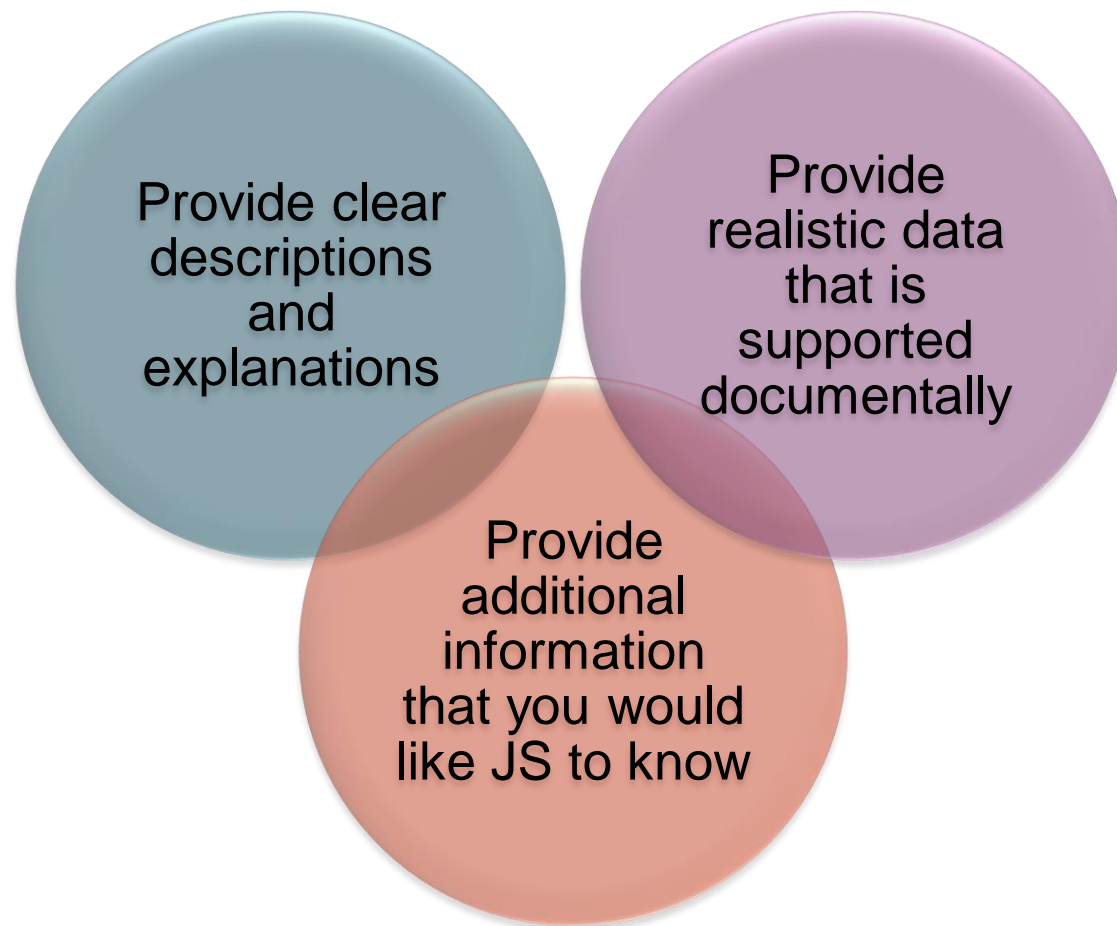 Provide clear
descriptions
and
explanations
Provide
realistic data
that is
supported
documentally
Provide
additional
information
that you would
like JS to know